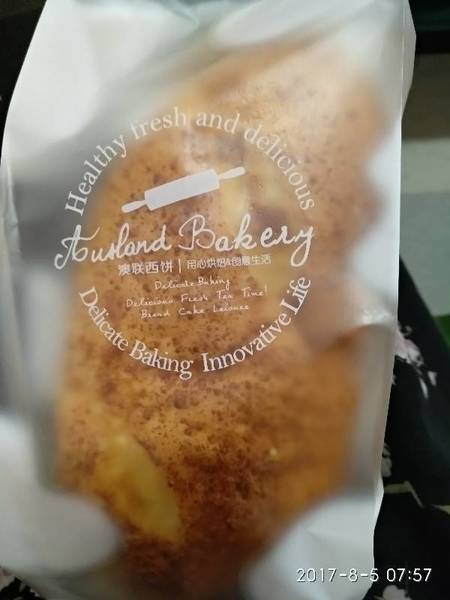 Healthy fresh and delicious
Ausland Bakery
澳联西饼 | 用心烘焙&创意生活
Delicate Baking
Delicious Fresh Tea Time!
Bread Cake Leisure
Delicate Baking Innovative Life
2017-8-5 07:57